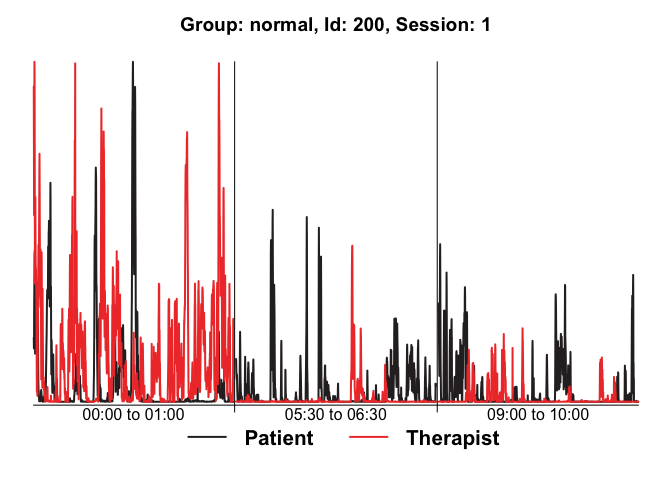 Group: normal, Id: 200, Session: 1
00:00 to 01:00 05:30 to 06:30 09:00 to 10:00
Patient Therapist